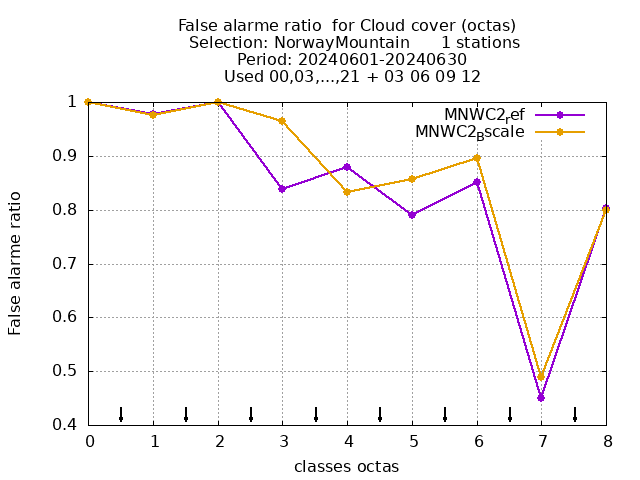 False alarme ratio  for Cloud cover (octas)
Selection: NorwayMountain      1 stations
Period: 20240601-20240630
Used 00,03,...,21 + 03 06 09 12
MNWC2_ref
MNWC2_Bscale
False alarme ratio
1
0.9
0.8
0.7
0.6
0.5
0.4
0 1 2 3 4 5 6 7 8
classes octas